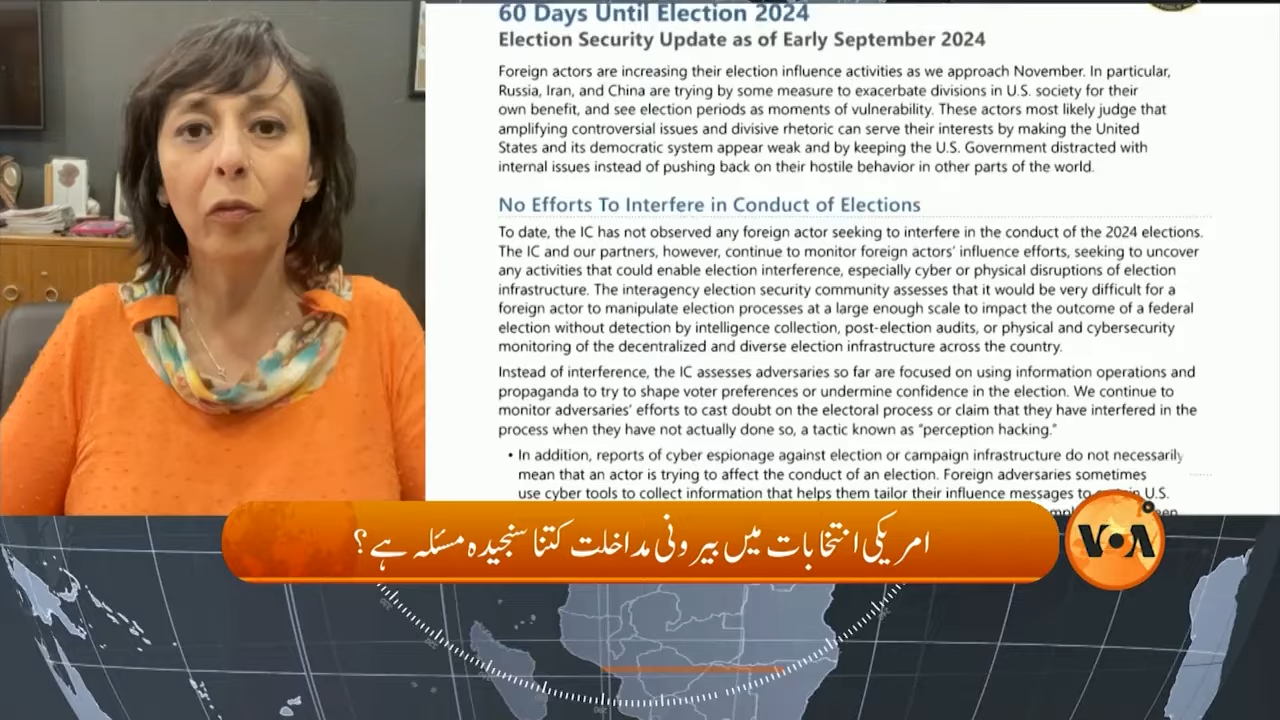 60 Days Until Election 2024
Election Security Update as of Early September 2024
Foreign actors are increasing their election influence activities as we approach November. In particular,
Russia, Iran, and China are trying by some measure to exacerbate divisions in U.S. society for their
own benefit, and see election periods as moments of vulnerability. These actors most likely judge that
amplifying controversial issues and divisive rhetoric can serve their interests by making the United
States and its democratic system appear weak and by keeping the U.S. Government distracted with
internal issues instead of pushing back on their hostile behavior in other parts of the world.
No Efforts To Interfere in Conduct of Elections
To date, the IC has not observed any foreign actor seeking to interfere in the conduct of the 2024 elections.
The IC and our partners, however, continue to monitor foreign actors' influence efforts, seeking to uncover
any activities that could enable election interference, especially cyber or physical disruptions of election
infrastructure. The interagency election security community assesses that it would be very difficult for a
foreign actor to manipulate election processes at a large enough scale to impact the outcome of a federal
election without detection by intelligence collection, post-election audits, or physical and cybersecurity
monitoring of the decentralized and diverse election infrastructure across the country.
Instead of interference, the IC assesses adversaries so far are focused on using information operations and
propaganda to try to shape voter preferences or undermine confidence in the election. We continue to
monitor adversaries' efforts to cast doubt on the electoral process or claim that they have interfered in the
process when they have not actually done so, a tactic known as "perception hacking."
• In addition, reports of cyber espionage against election or campaign infrastructure do not necessarily
mean that an actor is trying to affect the conduct of an election. Foreign adversaries sometimes
use cyber tools to collect information that helps them tailor their influence messages to U.S.
امریکی انتخابات میں بیرونی مداخلت کتنا سنجیدہ مسئلہ ہے؟
VOA